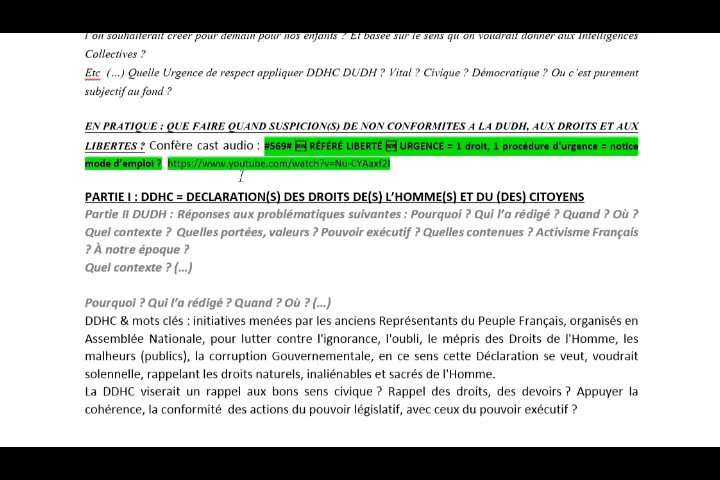 l'on souhaiterait créer pour demain pour nos enfants ? Et basée sur le sens qu'on voudrait donner aux Intelligences
Collectives ?
Etc (...) Quelle Urgence de respect appliquer DDHC DUDH ? Vital ? Civique ? Démocratique ? Ou c'est purement
subjectif au fond ?
EN PRATIQUE : QUE FAIRE QUAND SUSPICION(S) DE NON CONFORMITES A LA DUDH, AUX DROITS ET AUX
LIBERTES ? Confère cast audio : #569# 🆘 RÉFÉRÉ LIBERTÉ 🆘 URGENCE = 1 droit, 1 procédure d'urgence = notice
mode d'emploi ? https://www.youtube.com/watch?v=Nu-CYAaxf2I
PARTIE I : DDHC = DECLARATION(S) DES DROITS DE(S) L'HOMME(S) ET DU (DES) CITOYENS
Partie II DUDH : Réponses aux problématiques suivantes : Pourquoi ? Qui l'a rédigé ? Quand ? Où ?
Quel contexte ? Quelles portées, valeurs ? Pouvoir exécutif ? Quelles contenues ? Activisme Français
? À notre époque ?
Quel contexte ? (...)
Pourquoi ? Qui l'a rédigé ? Quand ? Où ? (...)
DDHC & mots clés : initiatives menées par les anciens Représentants du Peuple Français, organisés en
Assemblée Nationale, pour lutter contre l'ignorance, l'oubli, le mépris des Droits de l'Homme, les
malheurs (publics), la corruption Gouvernementale, en ce sens cette Déclaration se veut, voudrait
solennelle, rappelant les droits naturels, inaliénables et sacrés de l'Homme.
La DDHC viserait un rappel aux bons sens civique ? Rappel des droits, des devoirs ? Appuyer la
cohérence, la conformité des actions du pouvoir législatif, avec ceux du pouvoir exécutif ?